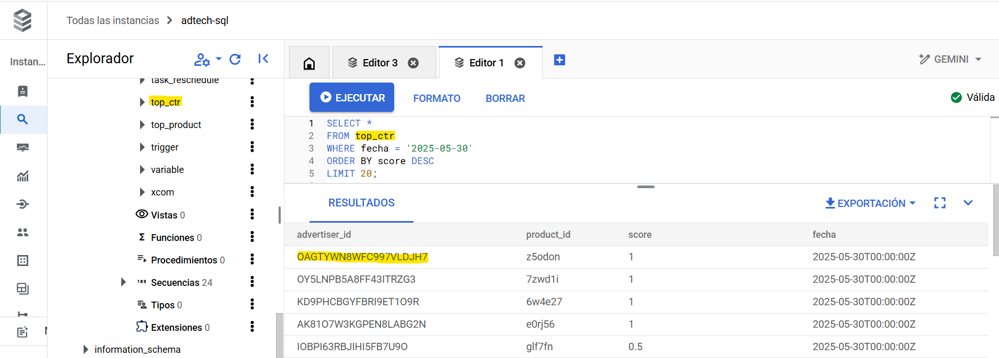 Todas las instancias > adtech-sql
Instan...
Explorador
Editor 3
Editor 1
GEMINI
task_reschedule
top_ctr
top_product
trigger
variable
xcom
Vistas 0
Funciones 0
Procedimientos 0
Secuencias 24
Tipos 0
Extensiones 0
information_schema
EJECUTAR
FORMATO
BORRAR
Válida
1 SELECT *
2 FROM top_ctr
3 WHERE fecha = '2025-05-30'
4 ORDER BY score DESC
5 LIMIT 20;
RESULTADOS
EXPORTACIÓN
advertiser_id product_id score fecha
OAGTYWN8WFC997VLDJH7 z5odon 1 2025-05-30T00:00:00Z
OY5LNPB5A8FF43ITRZG3 7zwd1i 1 2025-05-30T00:00:00Z
KD9PHCBGYFBRI9ET1O9R 6w4e27 1 2025-05-30T00:00:00Z
AK81O7W3KGPEN8LABG2N e0rj56 1 2025-05-30T00:00:00Z
IOBPI63RBJIHI5FB7U9O glf7fn 0.5 2025-05-30T00:00:00Z